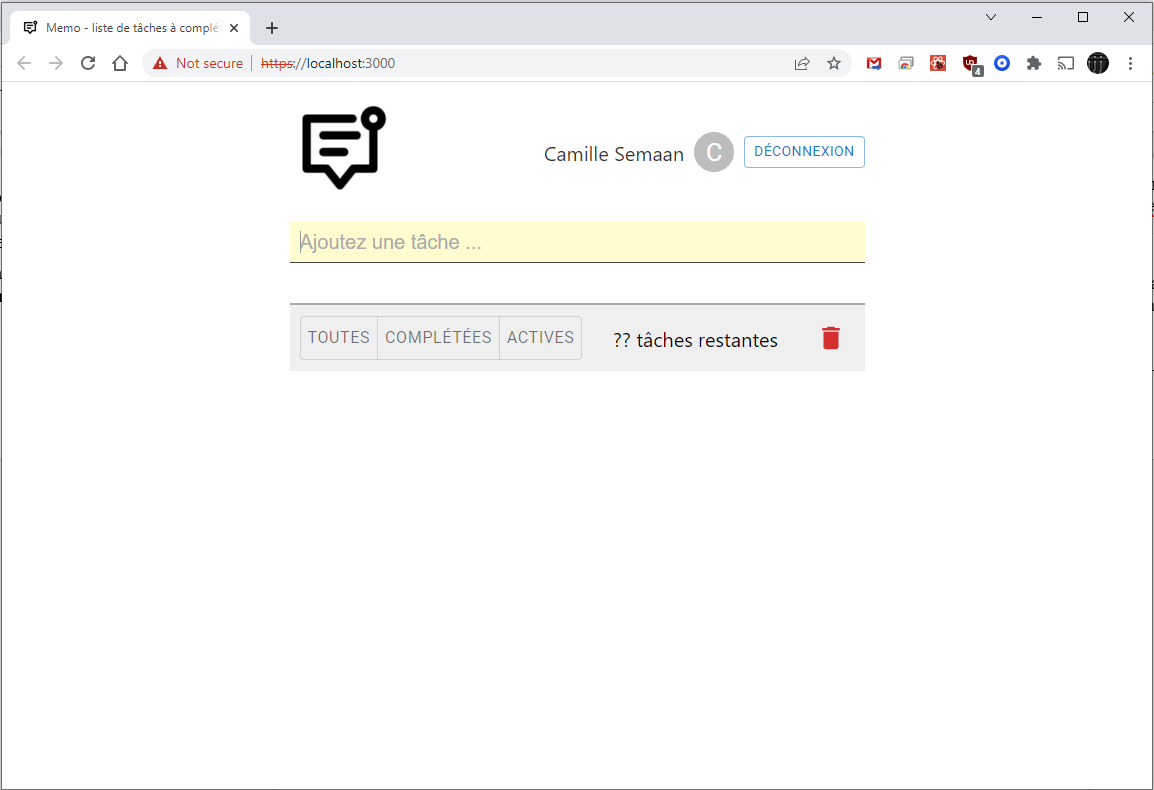 Memo - liste de tâches à complé
Not secure https://localhost:3000
4
Camille Semaan C DÉCONNEXION
Ajoutez une tâche ...
TOUTES COMPLÉTÉES ACTIVES ?? tâches restantes